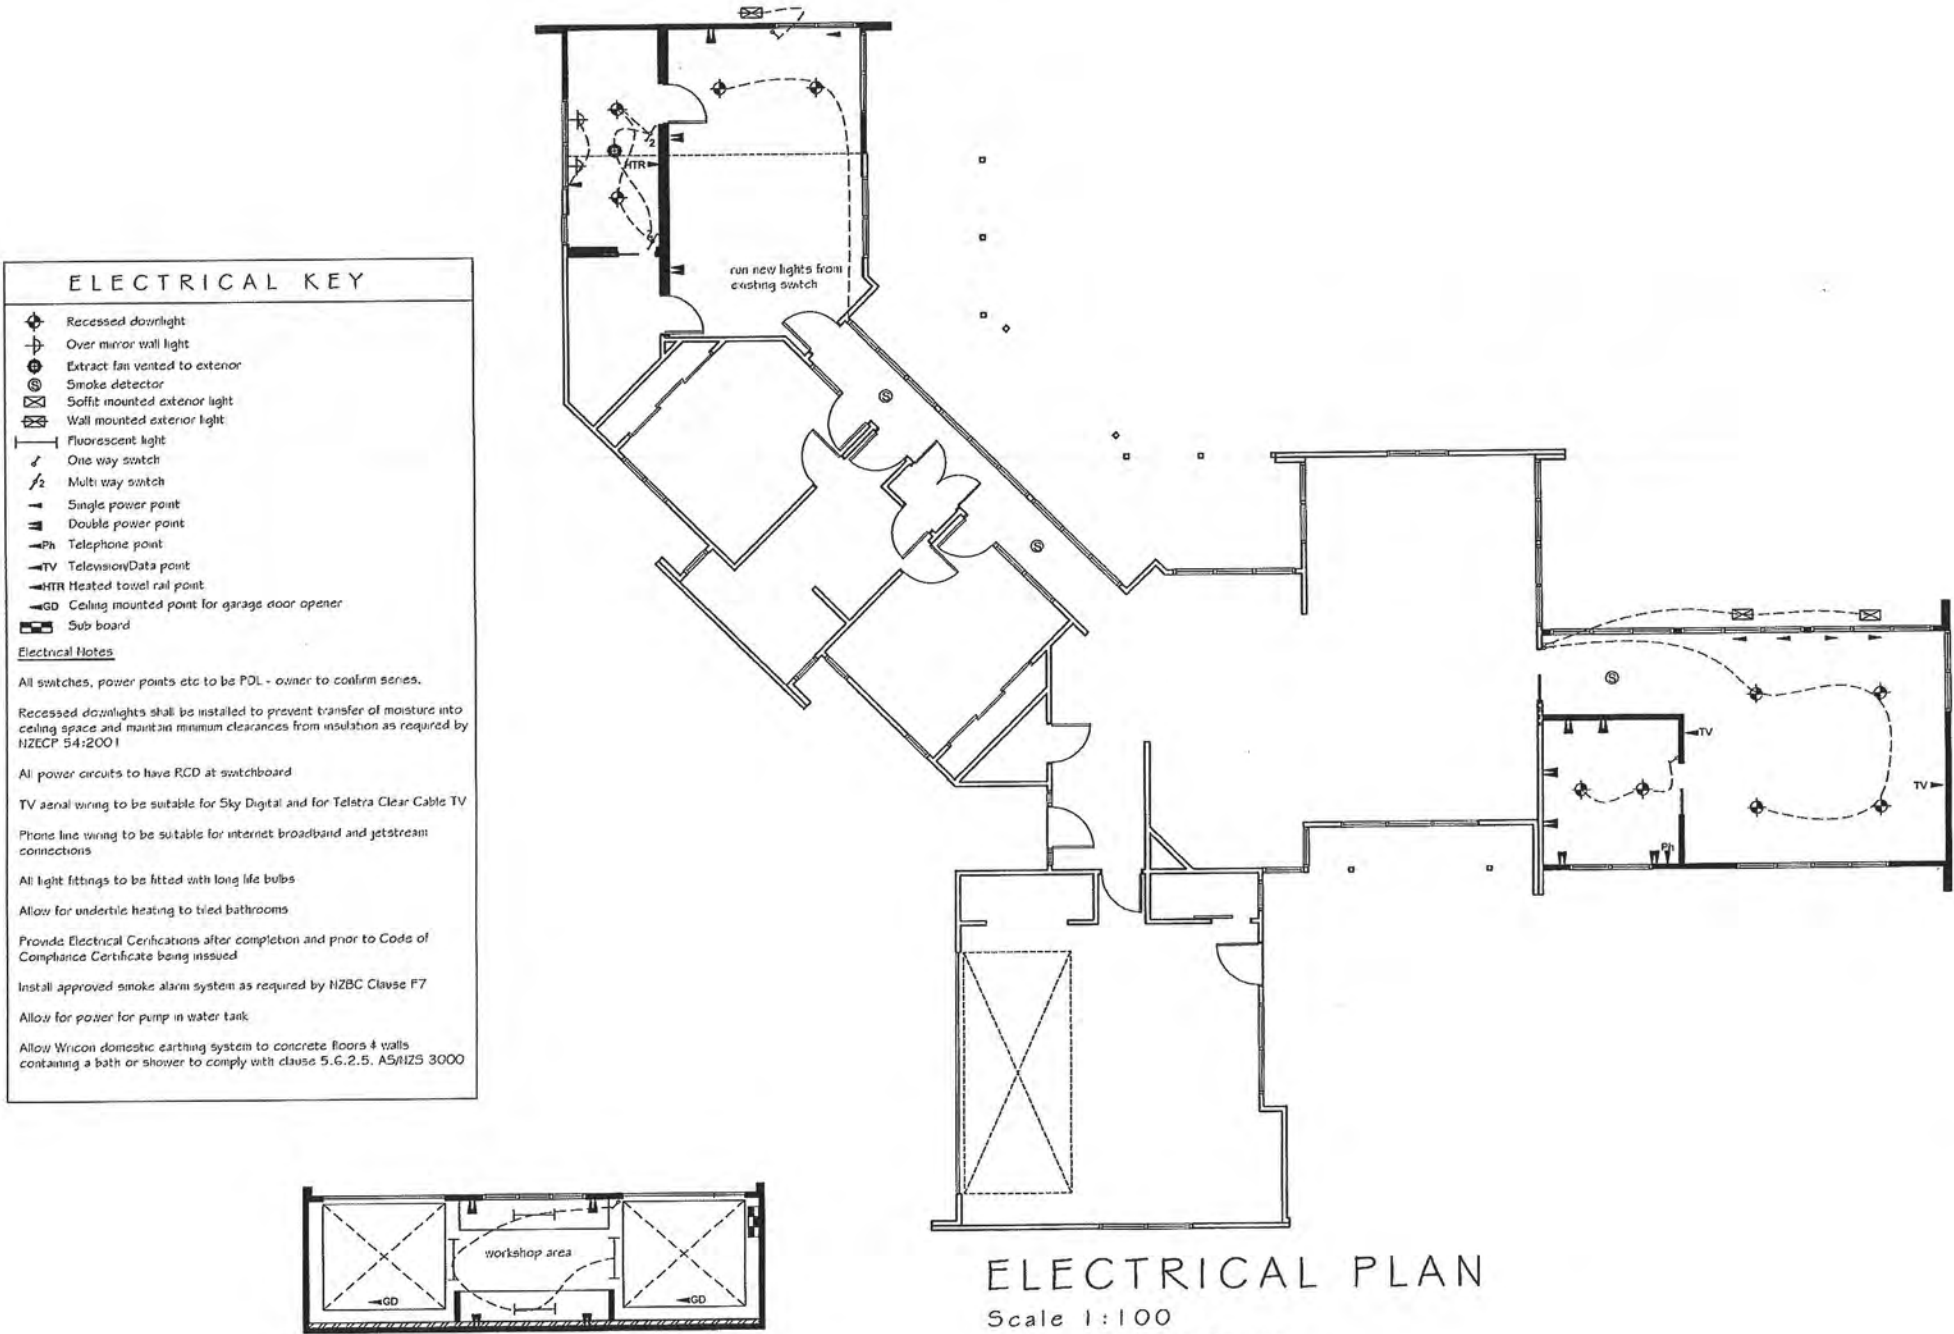 ELECTRICAL KEY
Recessed downlight
Over mirror wall light
Extract fan vented to exterior
S Smoke detector
Soffit mounted exterior light
Wall mounted exterior light
Fluorescent light
One way switch
2 Multi way switch
Single power point
Double power point
Ph Telephone point
TV Television/Data point
HTR Heated towel rail point
GD Ceiling mounted point for garage door opener
Sub board
Electrical Notes
All switches, power points etc to be PDL - owner to confirm series.
Recessed downlights shall be installed to prevent transfer of moisture into
ceiling space and maintain minimum clearances from insulation as required by
NZECP 54:2001
All power circuits to have RCD at switchboard
TV aerial wiring to be suitable for Sky Digital and for Telstra Clear Cable TV
Phone line wiring to be suitable for internet broadband and jetstream
connections
All light fittings to be fitted with long life bulbs
Allow for undertile heating to tiled bathrooms
Provide Electrical Cerifications after completion and prior to Code of
Compliance Certificate being inssued
Install approved smoke alarm system as required by NZBC Clause F7
Allow for power for pump in water tank
Allow Wricon domestic earthing system to concrete floors & walls
containing a bath or shower to comply with clause 5.6.2.5. AS/NZS 3000
2
HTR
2
run new lights from
existing switch
S
S
S
TV
TV
Ph
workshop area
GD
GD
ELECTRICAL PLAN
Scale 1:100